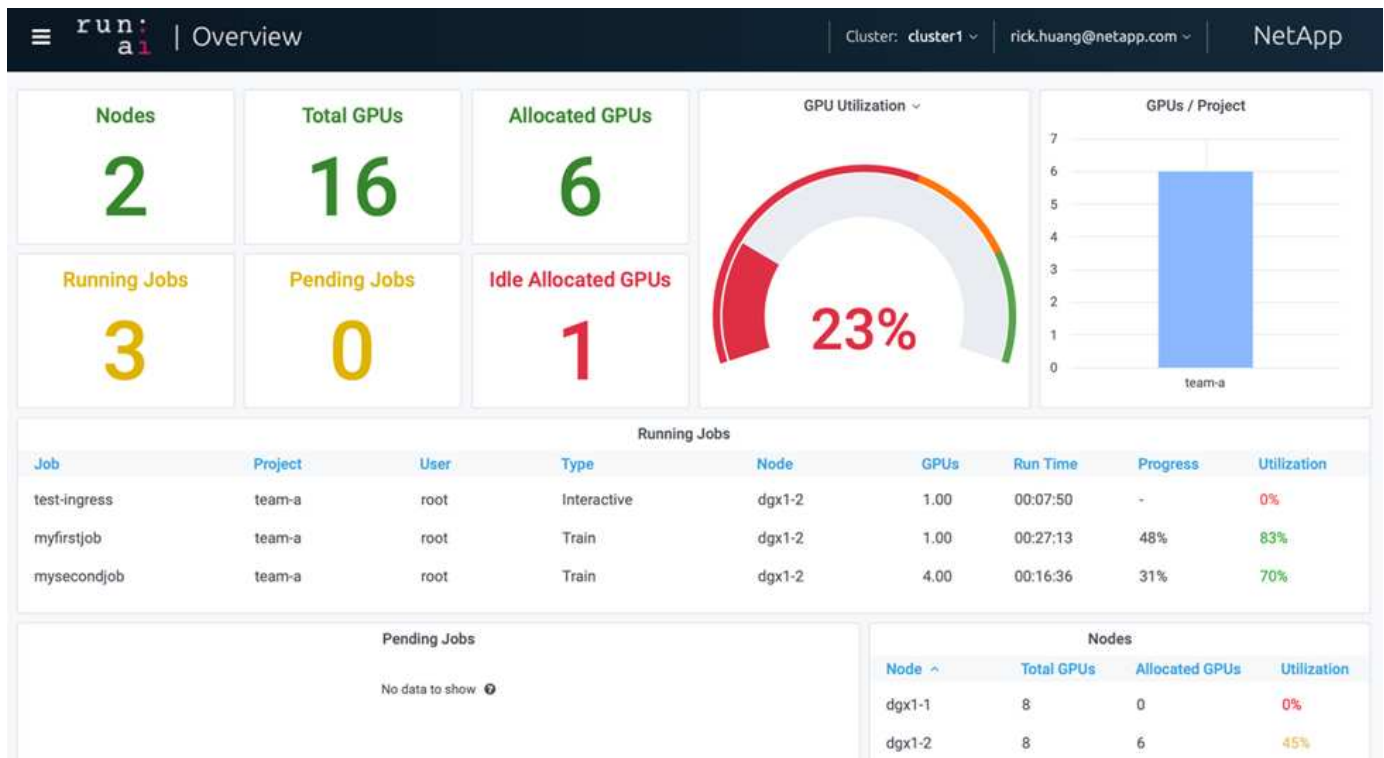 run:
ai | Overview
Cluster: cluster1
rick.huang@netapp.com
NetApp
Nodes
2
Total GPUs
16
Allocated GPUs
6
Running Jobs
3
Pending Jobs
0
Idle Allocated GPUs
1
GPU Utilization
23%
GPUs / Project
7
6
5
4
3
2
1
0
team-a
Running Jobs
Job Project User Type Node GPUs Run Time Progress Utilization
test-ingress team-a root Interactive dgx1-2 1.00 00:07:50 - 0%
myfirstjob team-a root Train dgx1-2 1.00 00:27:13 48% 83%
mysecondjob team-a root Train dgx1-2 4.00 00:16:36 31% 70%
Pending Jobs
No data to show
Nodes
Node Total GPUs Allocated GPUs Utilization
dgx1-1 8 0 0%
dgx1-2 8 6 45%